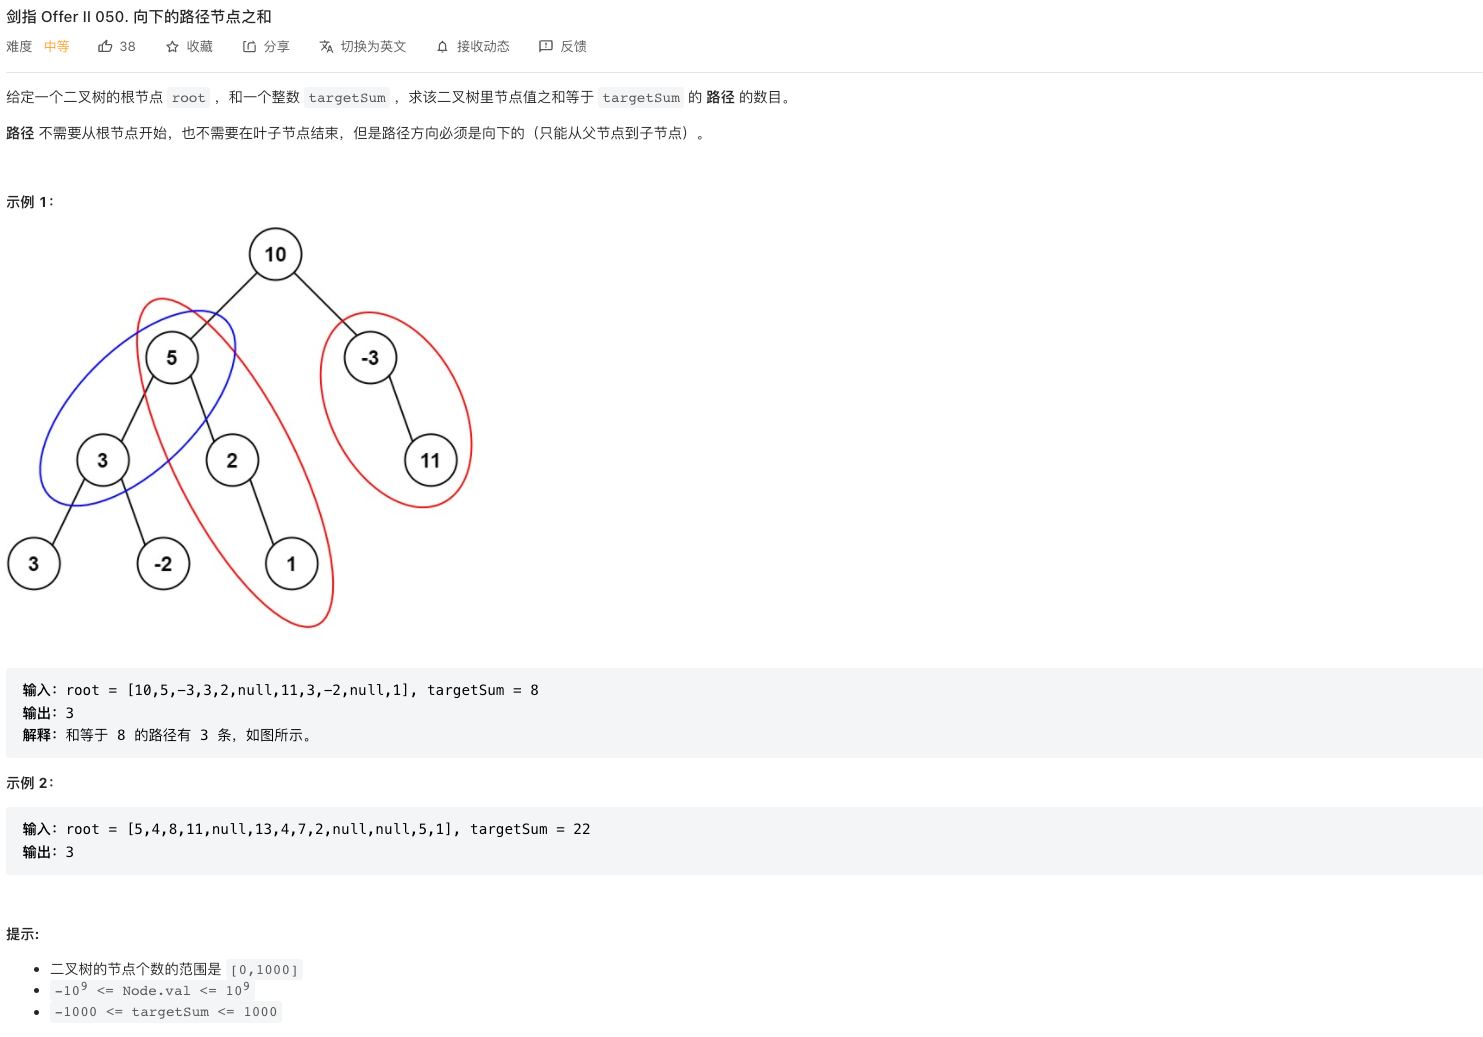 剑指 Offer II 050. 向下的路径节点之和
难度 中等 38 收藏 分享 切换为英文 接收动态 反馈
给定一个二叉树的根节点 root ，和一个整数 targetSum ，求该二叉树里节点值之和等于 targetSum 的 路径 的数目。
路径 不需要从根节点开始，也不需要在叶子节点结束，但是路径方向必须是向下的（只能从父节点到子节点）。
示例 1：
10
5 -3
3 2 11
3 -2 1
输入：root = [10,5,-3,3,2,null,11,3,-2,null,1], targetSum = 8
输出：3
解释：和等于 8 的路径有 3 条，如图所示。
示例 2：
输入：root = [5,4,8,11,null,13,4,7,2,null,null,5,1], targetSum = 22
输出：3
提示:
• 二叉树的节点个数的范围是 [0,1000]
• -10⁹ <= Node.val <= 10⁹
• -1000 <= targetSum <= 1000